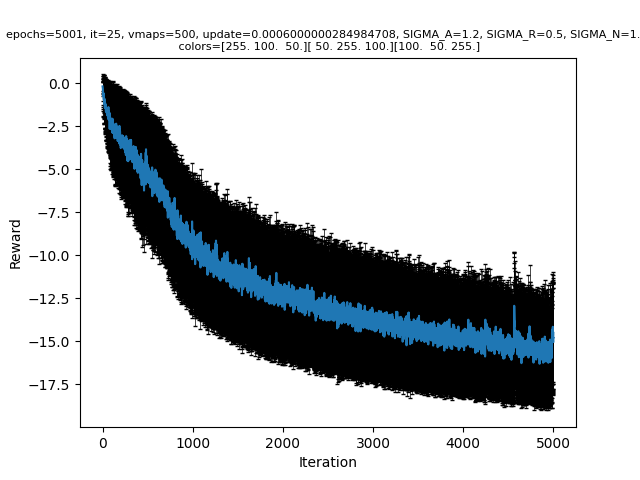 epochs=5001, it=25, vmaps=500, update=0.0006000000284984708, SIGMA_A=1.2, SIGMA_R=0.5, SIGMA_N=1.
colors=[255. 100.  50.][ 50. 255. 100.][100.  50. 255.]
0.0
−2.5
−5.0
−7.5
−10.0
−12.5
−15.0
−17.5
Reward
0 1000 2000 3000 4000 5000
Iteration